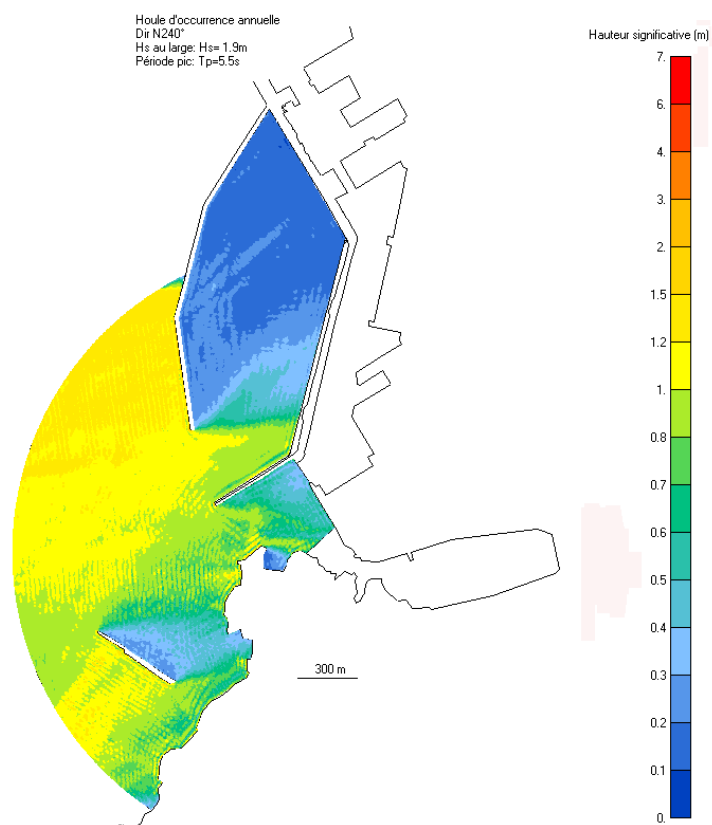 Houle d'occurrence annuelle
Dir N240°
Hs au large: Hs= 1.9m
Période pic: Tp=5.5s
Hauteur significative (m)
7.
6.
4.
3.
2.
1.5
1.2
1.
0.8
0.7
0.6
0.5
0.4
0.3
0.2
0.1
0.
300 m